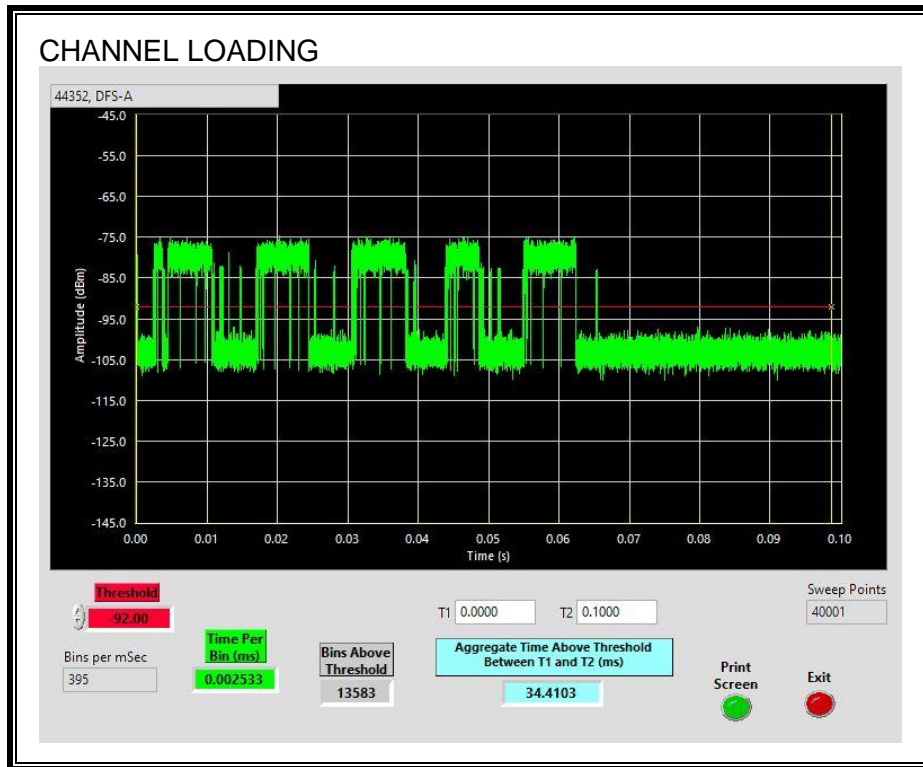 CHANNEL LOADING
44352, DFS-A
-45.0
-55.0
-65.0
-75.0
-85.0
-95.0
-105.0
-115.0
-125.0
-135.0
-145.0
Amplitude (dBm)
0.00 0.01 0.02 0.03 0.04 0.05 0.06 0.07 0.08 0.09 0.10
Time (s)
Threshold
-92.00
Bins per mSec
395
Time Per
Bin (ms)
0.002533
Bins Above
Threshold
13583
T1 0.0000 T2 0.1000
Aggregate Time Above Threshold
Between T1 and T2 (ms)
34.4103
Sweep Points
40001
Print
Screen
Exit